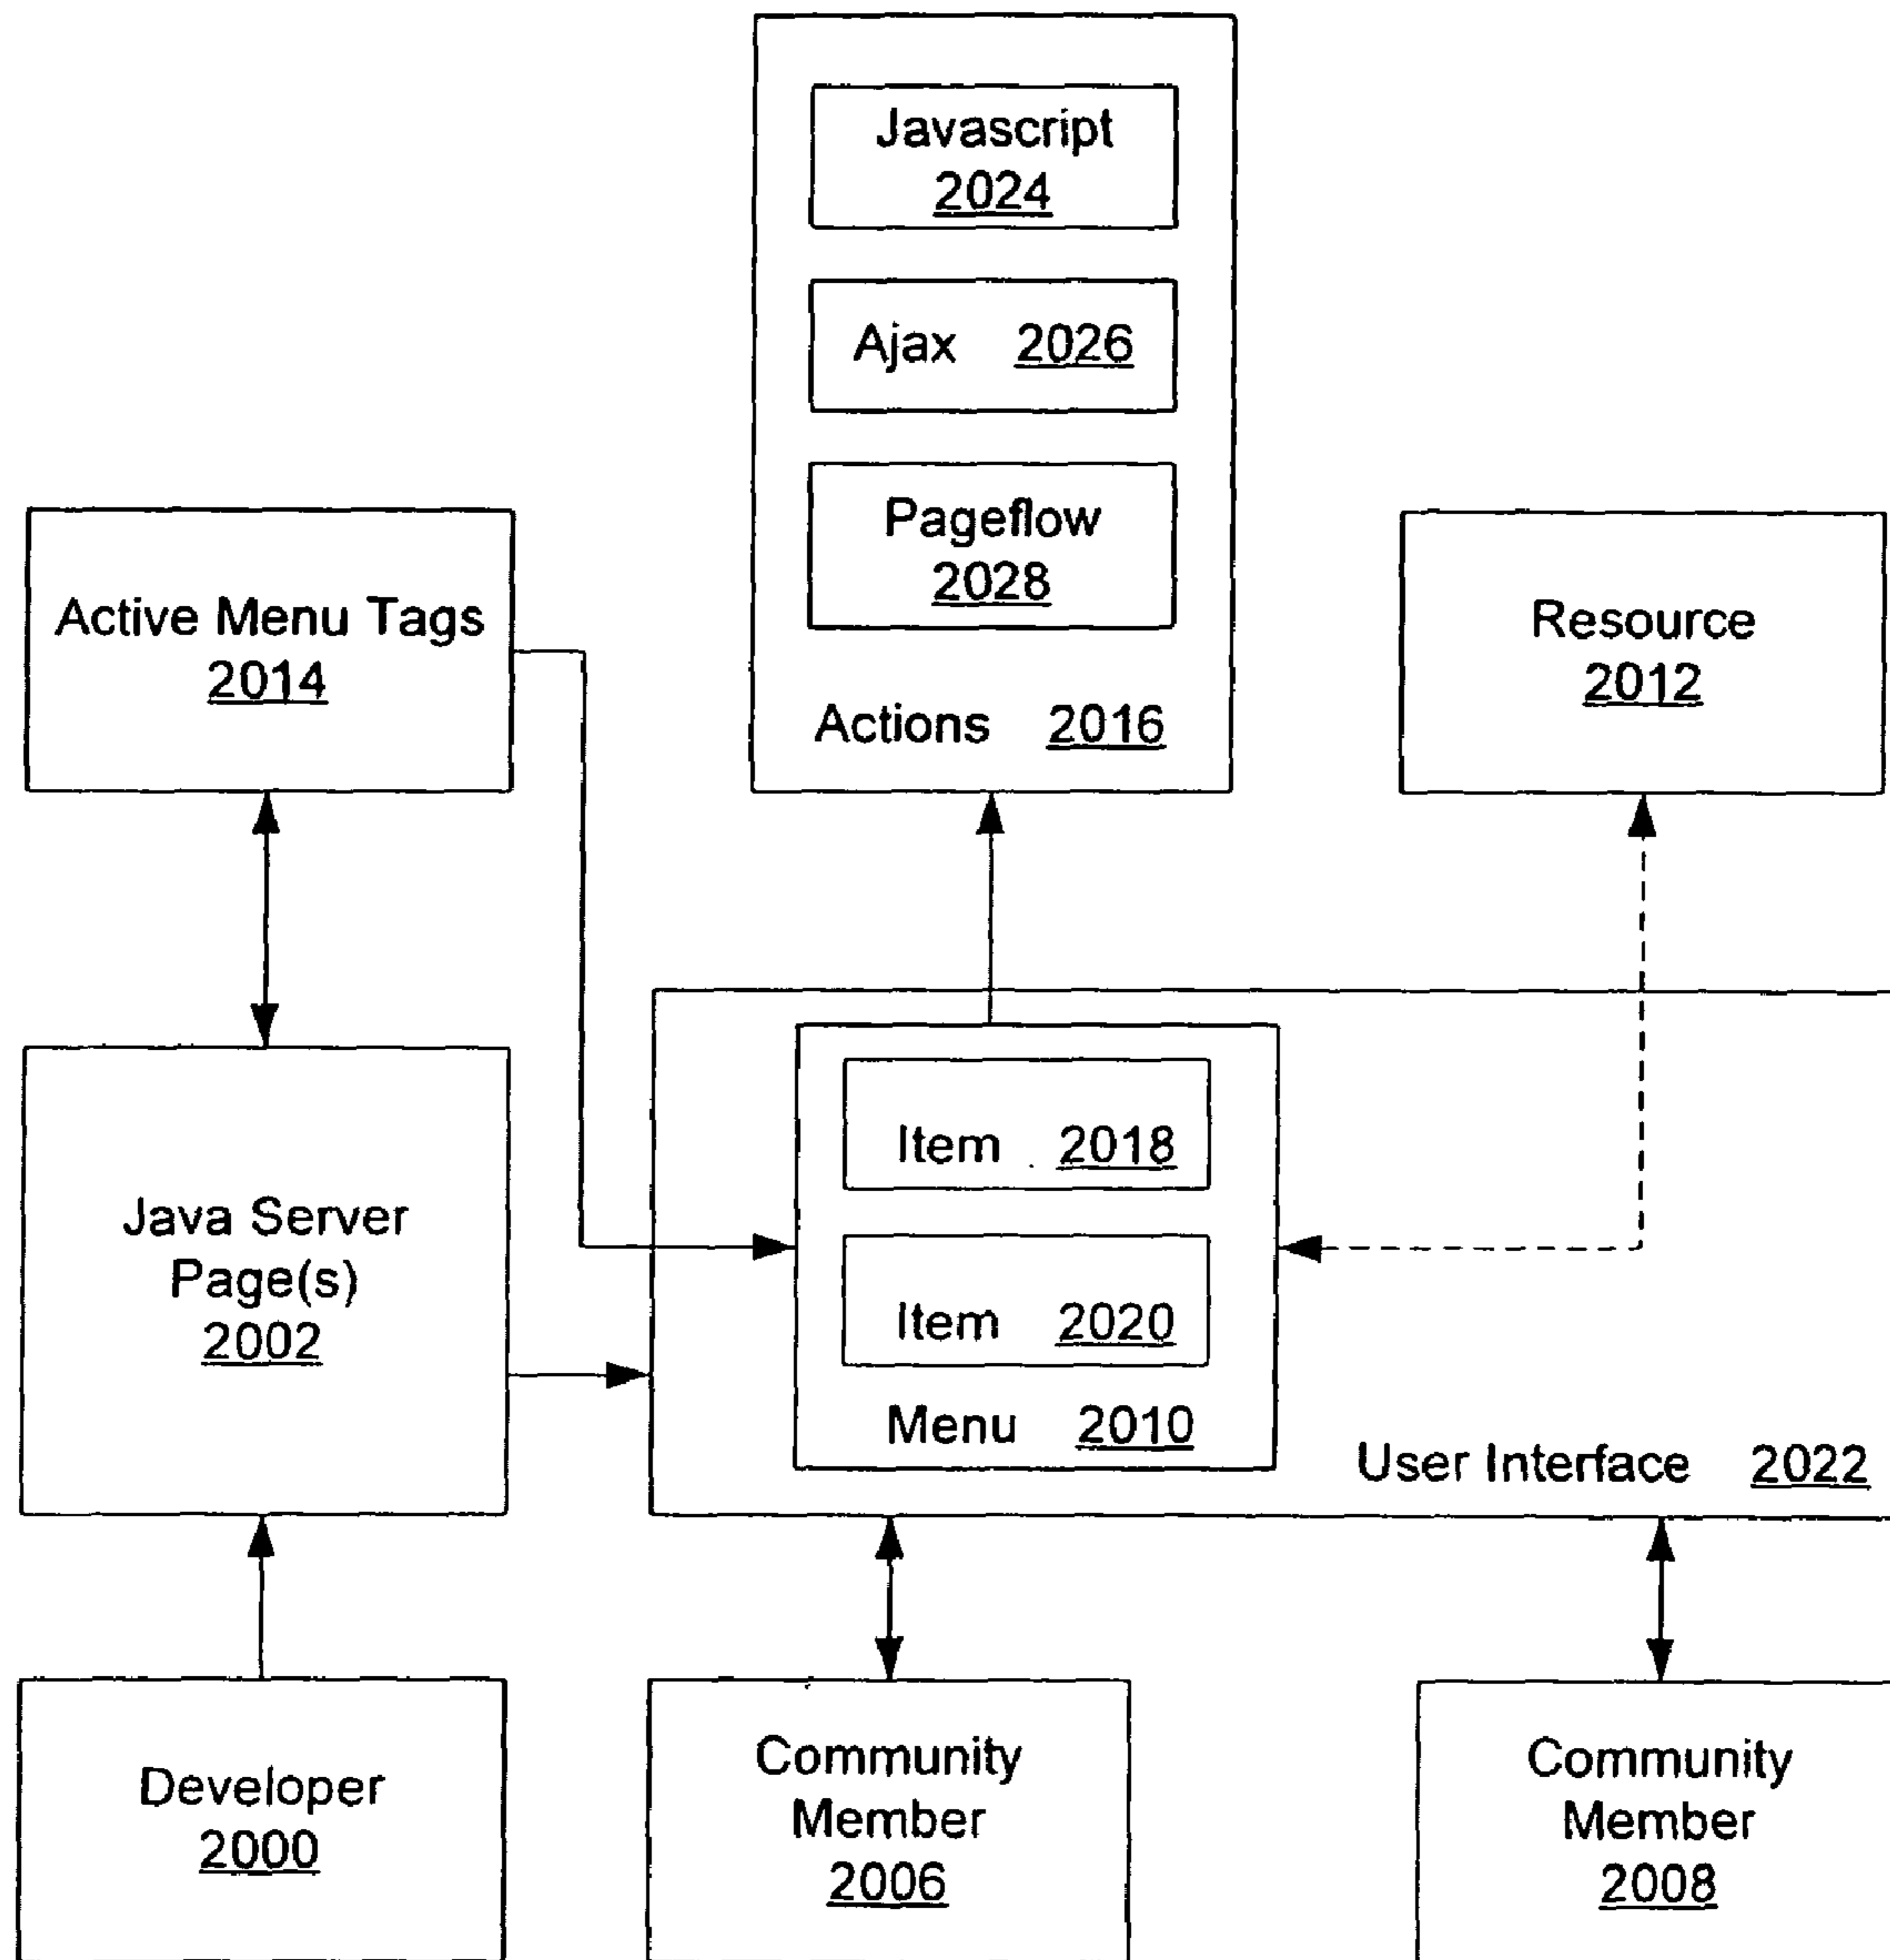 Javascript
2024
Ajax 2026
Pageflow
2028
Actions 2016
Active Menu Tags
2014
Resource
2012
Java Server
Page(s)
2002
Item 2018
Item 2020
Menu 2010
User Interface 2022
Developer
2000
Community
Member
2006
Community
Member
2008